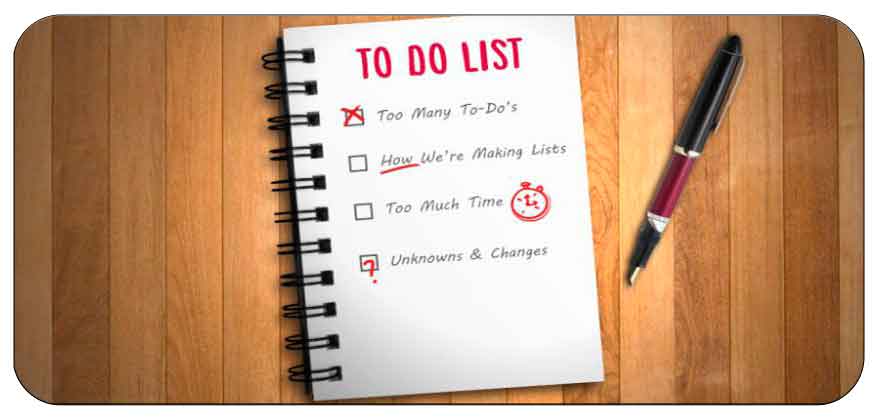 TO DO LIST
Too Many To-Do's
How We're Making Lists
Too Much Time
? Unknowns & Changes